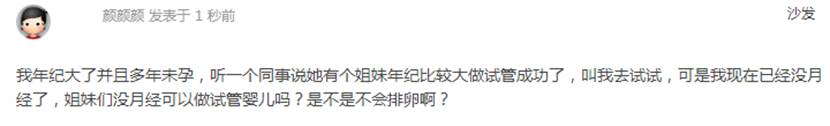 颜颜颜 发表于 1 秒前
沙发
我年纪大了并且多年未孕，听一个同事说她有个姐妹年纪比较大做试管成功了，叫我去试试，可是我现在已经没月
经了，姐妹们没月经可以做试管婴儿吗？是不是不会排卵啊？